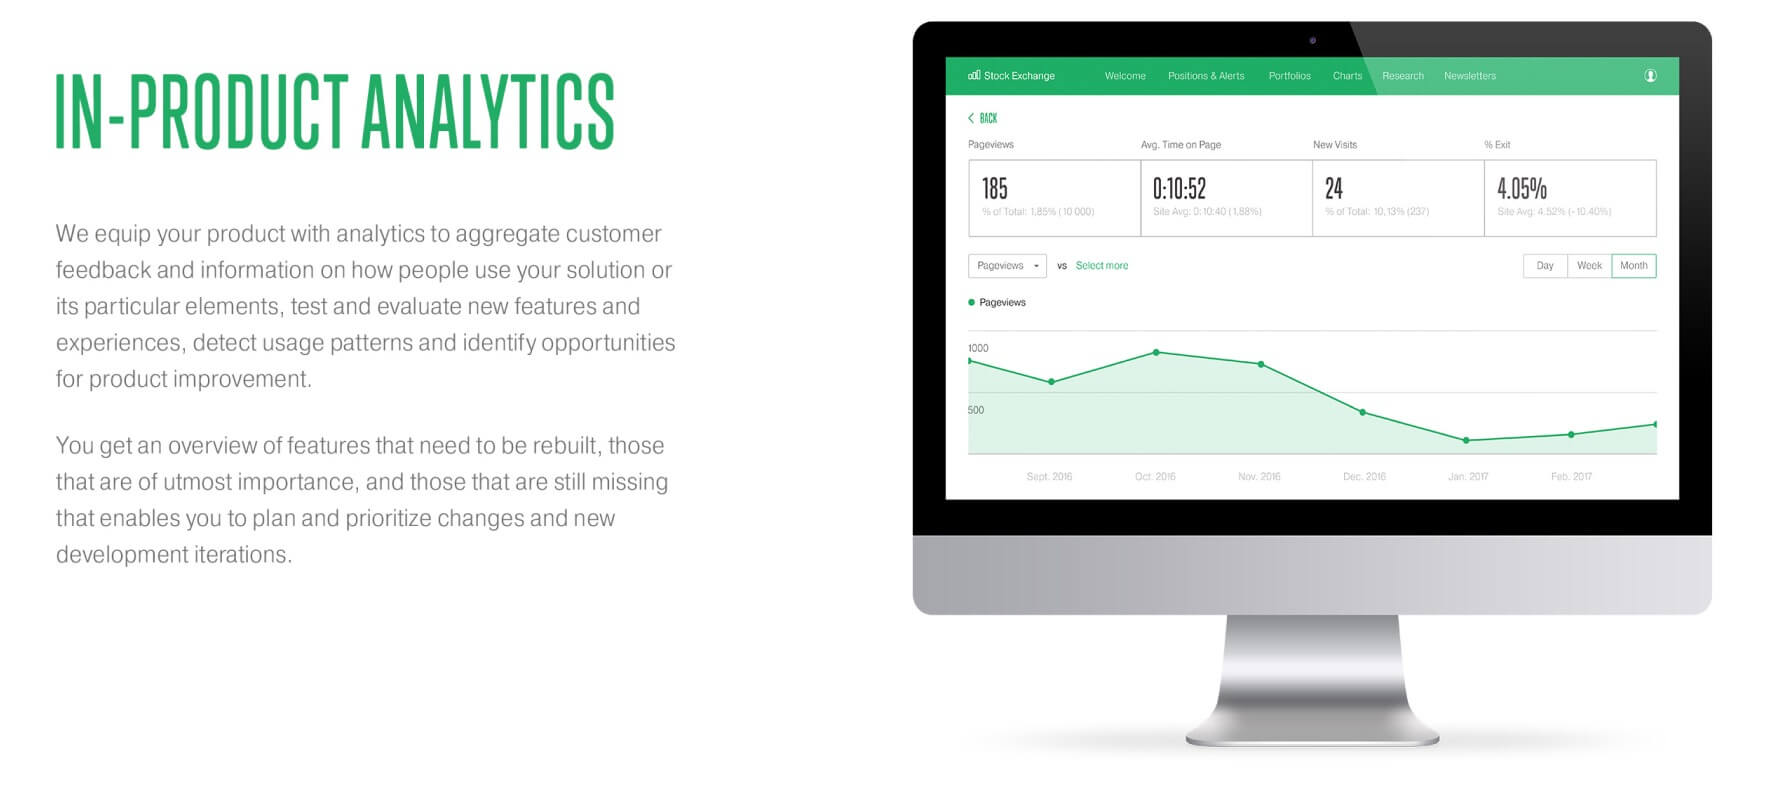 IN-PRODUCT ANALYTICS
We equip your product with analytics to aggregate customer
feedback and information on how people use your solution or
its particular elements, test and evaluate new features and
experiences, detect usage patterns and identify opportunities
for product improvement.
You get an overview of features that need to be rebuilt, those
that are of utmost importance, and those that are still missing
that enables you to plan and prioritize changes and new
development iterations.
Stock Exchange Welcome Positions & Alerts Portfolios Charts Research Newsletters
BACK
Pageviews Avg. Time on Page New Visits % Exit
185 0:10:52 24 4.05%
% of Total: 1.85% (10 000) Site Avg: 0:10:40 (1,88%) % of Total: 10,13% (237) Site Avg: 4.52% (-10.40%)
Pageviews vs Select more Day Week Month
Pageviews
1000
500
Sept. 2016 Oct. 2016 Nov. 2016 Dec. 2016 Jan. 2017 Feb. 2017